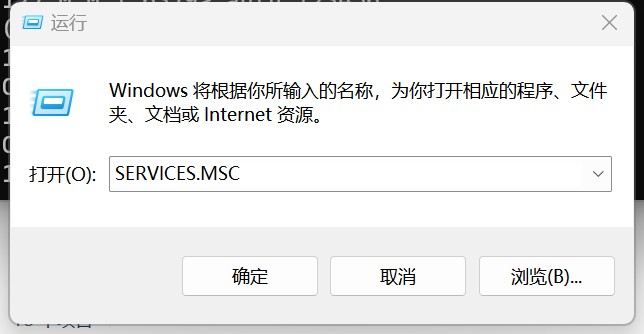 运行
Windows 将根据你所输入的名称，为你打开相应的程序、文件
夹、文档或 Internet 资源。
打开(O):
SERVICES.MSC
确定
取消
浏览(B)...